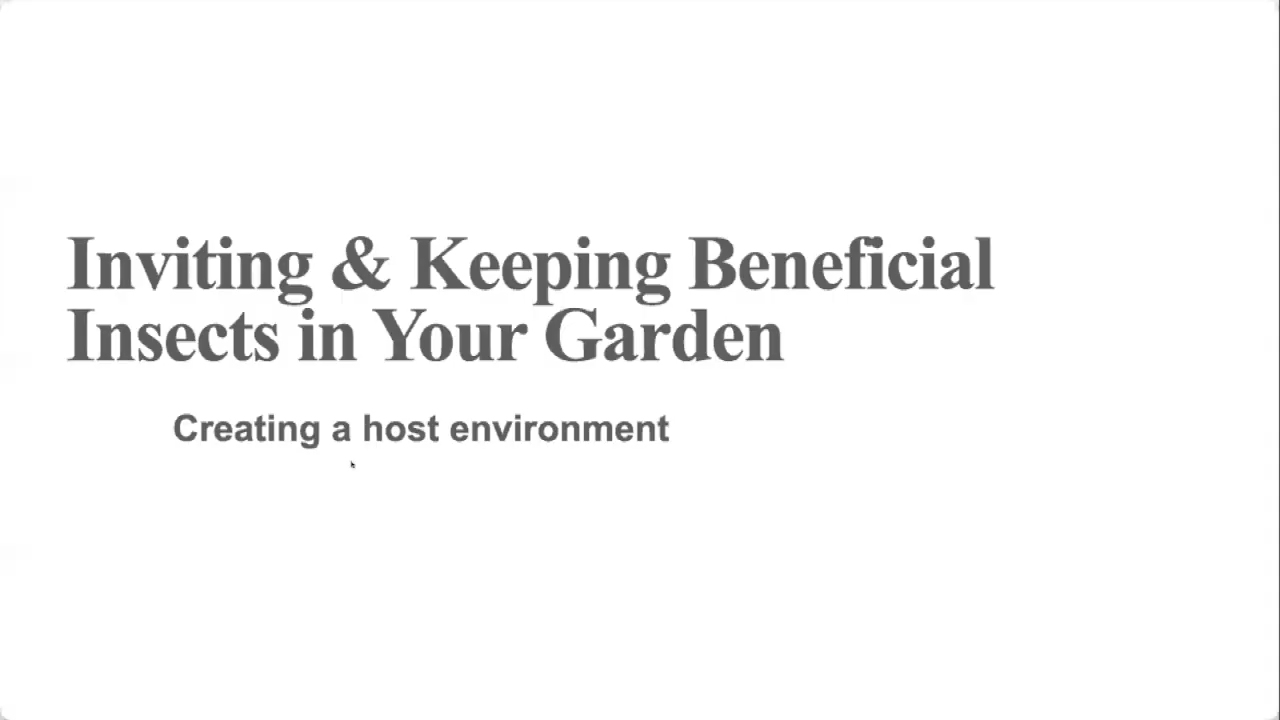 Inviting & Keeping Beneficial
Insects in Your Garden
Creating a host environment